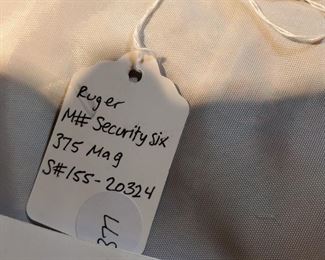 Ruger
M# Security Six
375 Mag
S# 155-20324
377